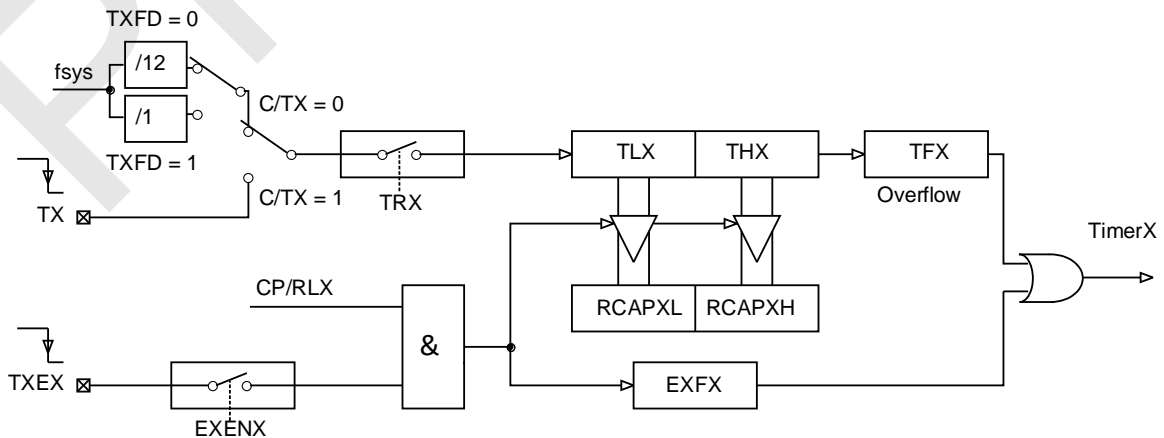 TXFD = 0
fsys
/12
/1
TXFD = 1
C/TX = 0
C/TX = 1
TX
TRX
TLX
THX
TFX
Overflow
TimerX
CP/RLX
RCAPXL
RCAPXH
&
TXEX
EXENX
EXFX